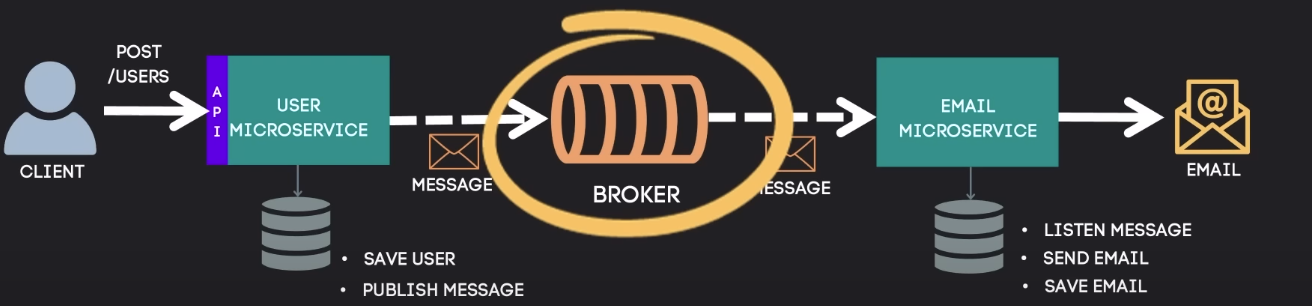 POST
/USERS
CLIENT
A
P
I
USER
MICROSERVICE
MESSAGE
SAVE USER
PUBLISH MESSAGE
BROKER
ESSAGE
EMAIL
MICROSERVICE
LISTEN MESSAGE
SEND EMAIL
SAVE EMAIL
@
EMAIL